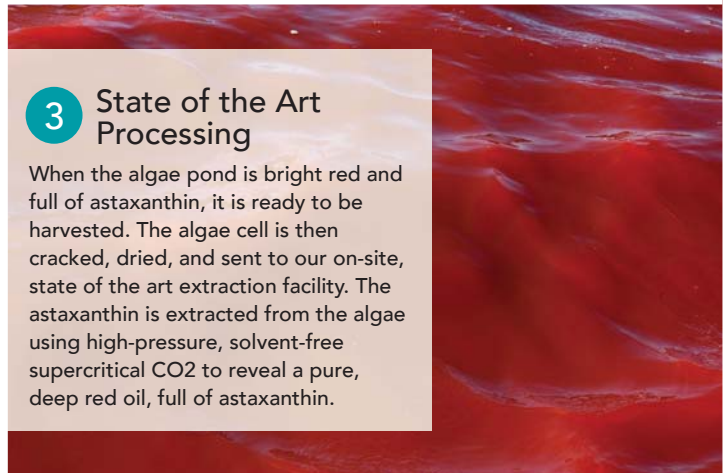 3 State of the Art
Processing
When the algae pond is bright red and
full of astaxanthin, it is ready to be
harvested. The algae cell is then
cracked, dried, and sent to our on-site,
state of the art extraction facility. The
astaxanthin is extracted from the algae
using high-pressure, solvent-free
supercritical CO2 to reveal a pure,
deep red oil, full of astaxanthin.